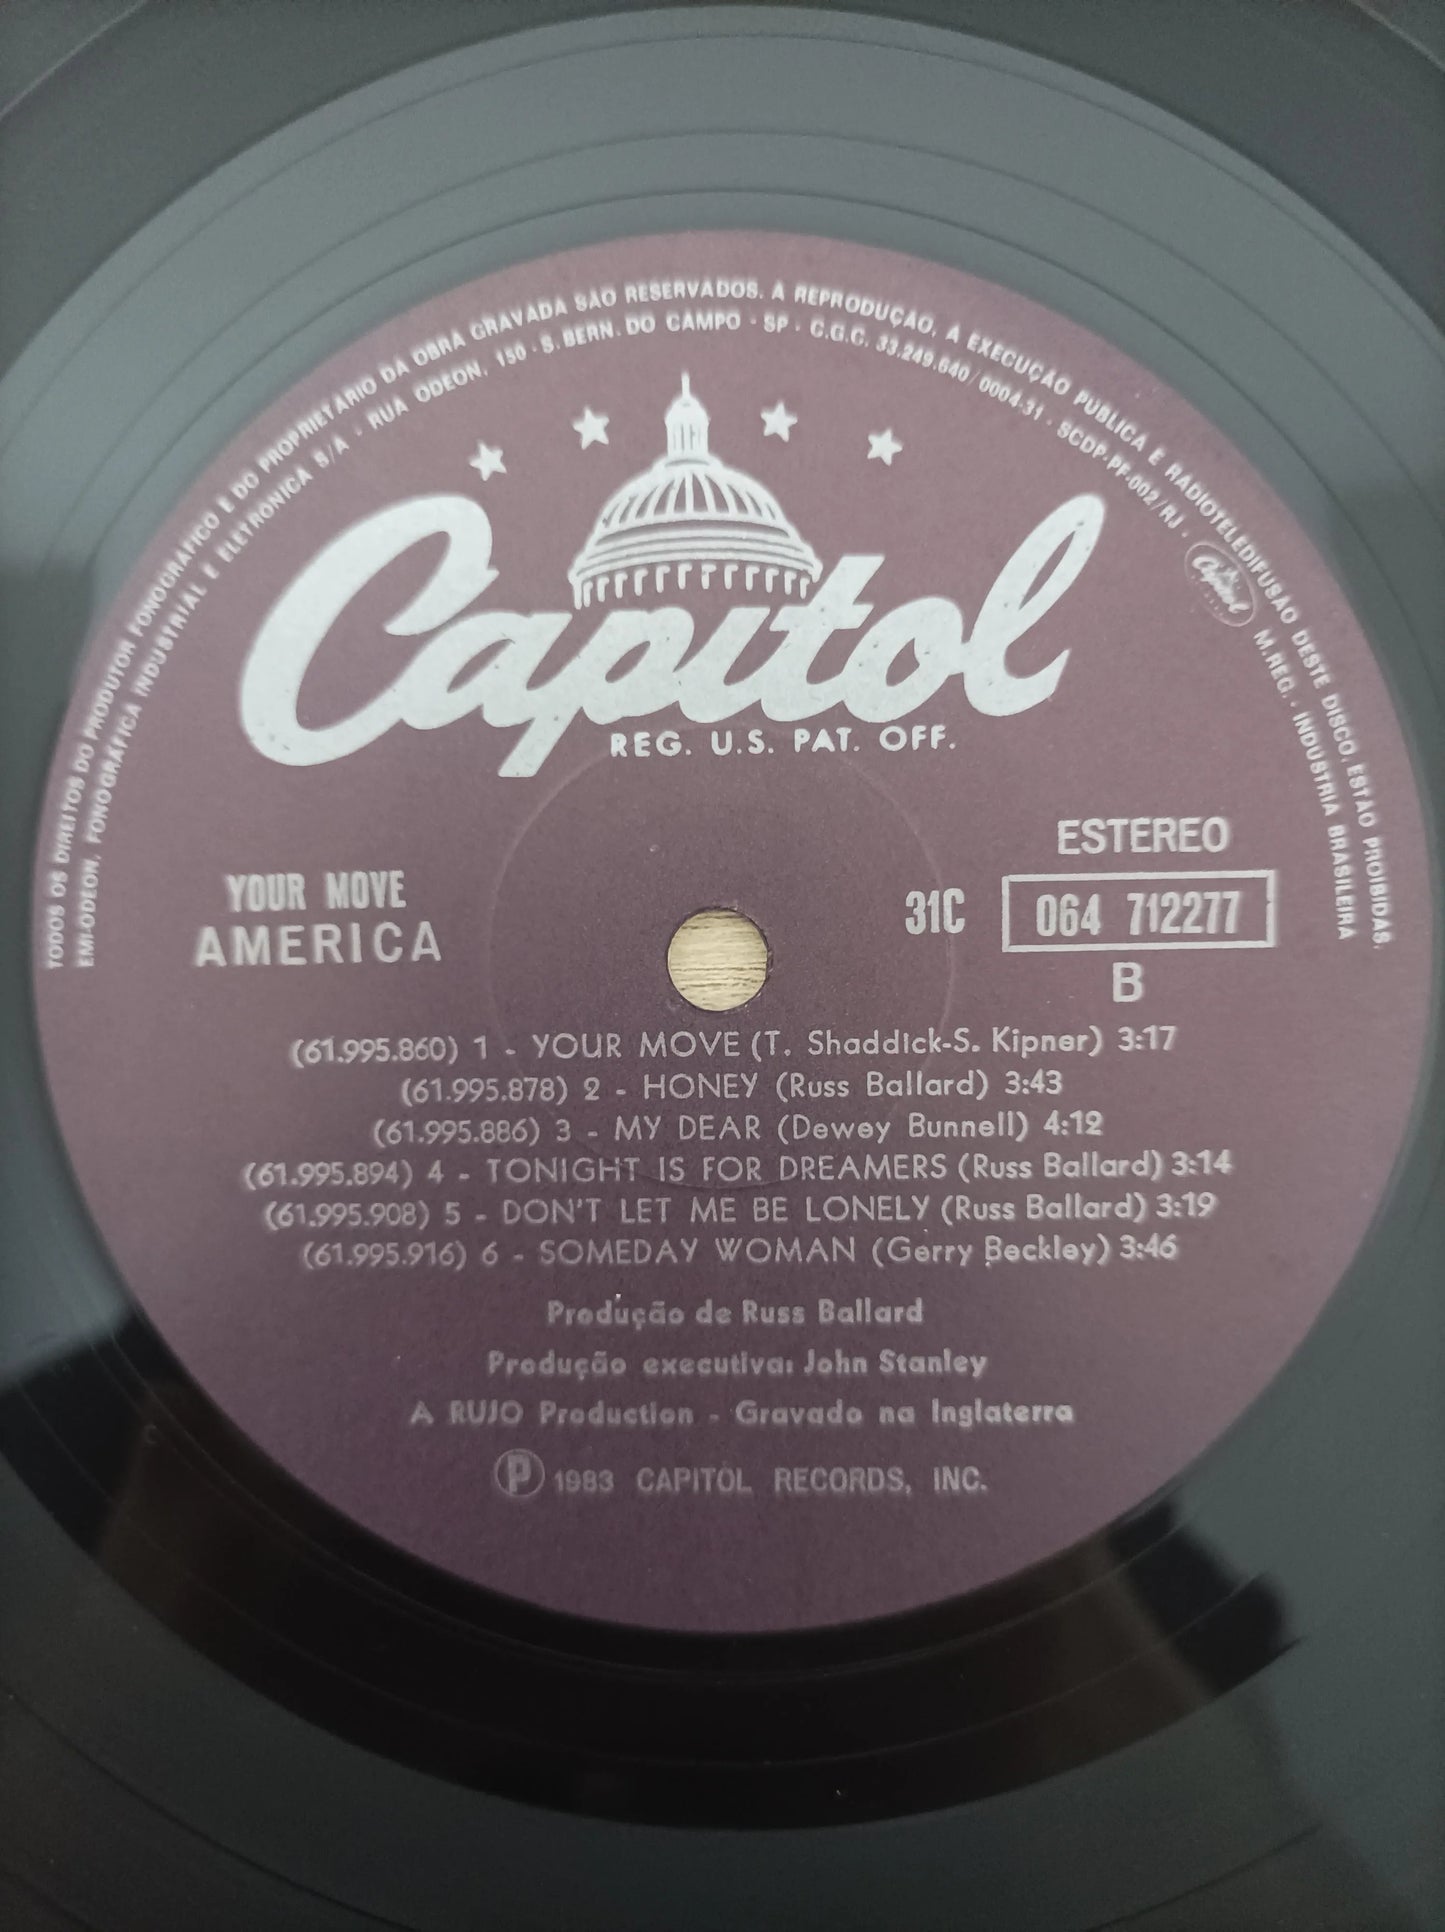 TODOS OS DIREITOS DO PRODUTOR FONOGRÁFICO E DO PROPRIETÁRIO DA OBRA GRAVADA SÃO RESERVADOS. A REPRODUÇÃO, A EXECUÇÃO PÚBLICA E RADIOTELEDIFUSÃO DESTE DISCO, ESTÃO PROIBIDAS.
EMI-ODEON, FONOGRÁFICA INDUSTRIAL E ELETRONICA S/A · RUA ODEON, 150 · S. BERN. DO CAMPO · SP · C.G.C. 33.249.640/0004-31 · SCDP-PF-002/RJ · Capitol M. REG. · INDÚSTRIA BRASILEIRA
Capitol
REG. U.S. PAT. OFF.
ESTEREO
YOUR MOVE
AMERICA
31C 064 712277
B
(61.995.860) 1 - YOUR MOVE (T. Shaddick-S. Kipner) 3:17
(61.995.878) 2 - HONEY (Russ Ballard) 3:43
(61.995.886) 3 - MY DEAR (Dewey Bunnell) 4:12
(61.995.894) 4 - TONIGHT IS FOR DREAMERS (Russ Ballard) 3:14
(61.995.908) 5 - DON'T LET ME BE LONELY (Russ Ballard) 3:19
(61.995.916) 6 - SOMEDAY WOMAN (Gerry Beckley) 3:46
Produção de Russ Ballard
Produção executiva: John Stanley
A RUJO Production - Gravado na Inglaterra
Ⓟ 1983 CAPITOL RECORDS, INC.